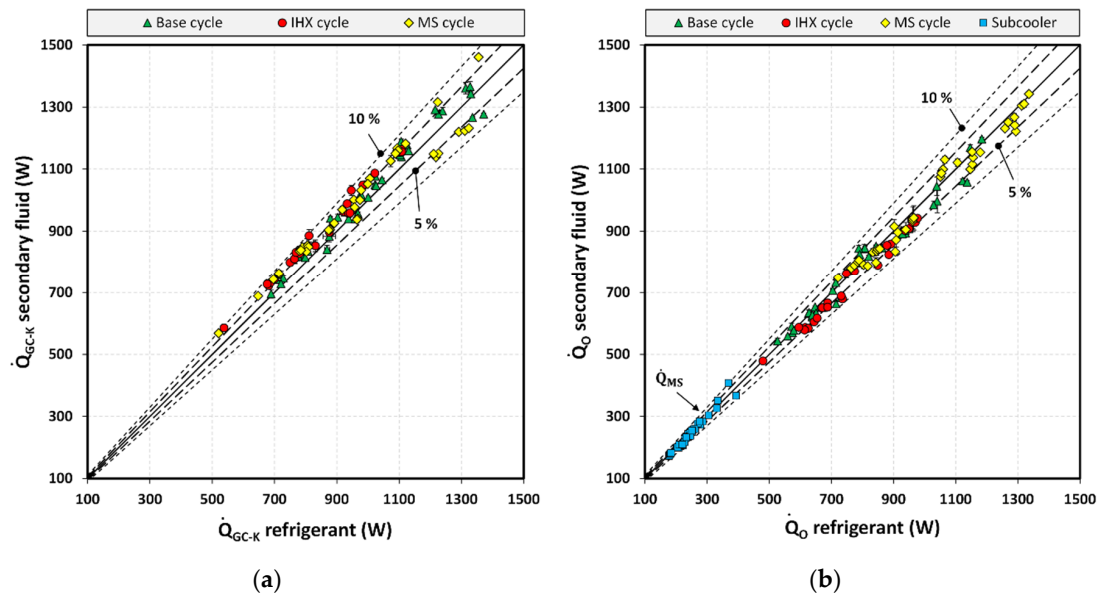 Base cycle IHX cycle MS cycle
1500
1300
1100
900
700
500
300
100
100 300 500 700 900 1100 1300 1500
10 %
5 %
Q̇GC-K secondary fluid (W)
Q̇GC-K refrigerant (W)
(a)
Base cycle IHX cycle MS cycle Subcooler
1500
1300
1100
900
700
500
300
100
100 300 500 700 900 1100 1300 1500
10 %
5 %
Q̇MS
Q̇O secondary fluid (W)
Q̇O refrigerant (W)
(b)